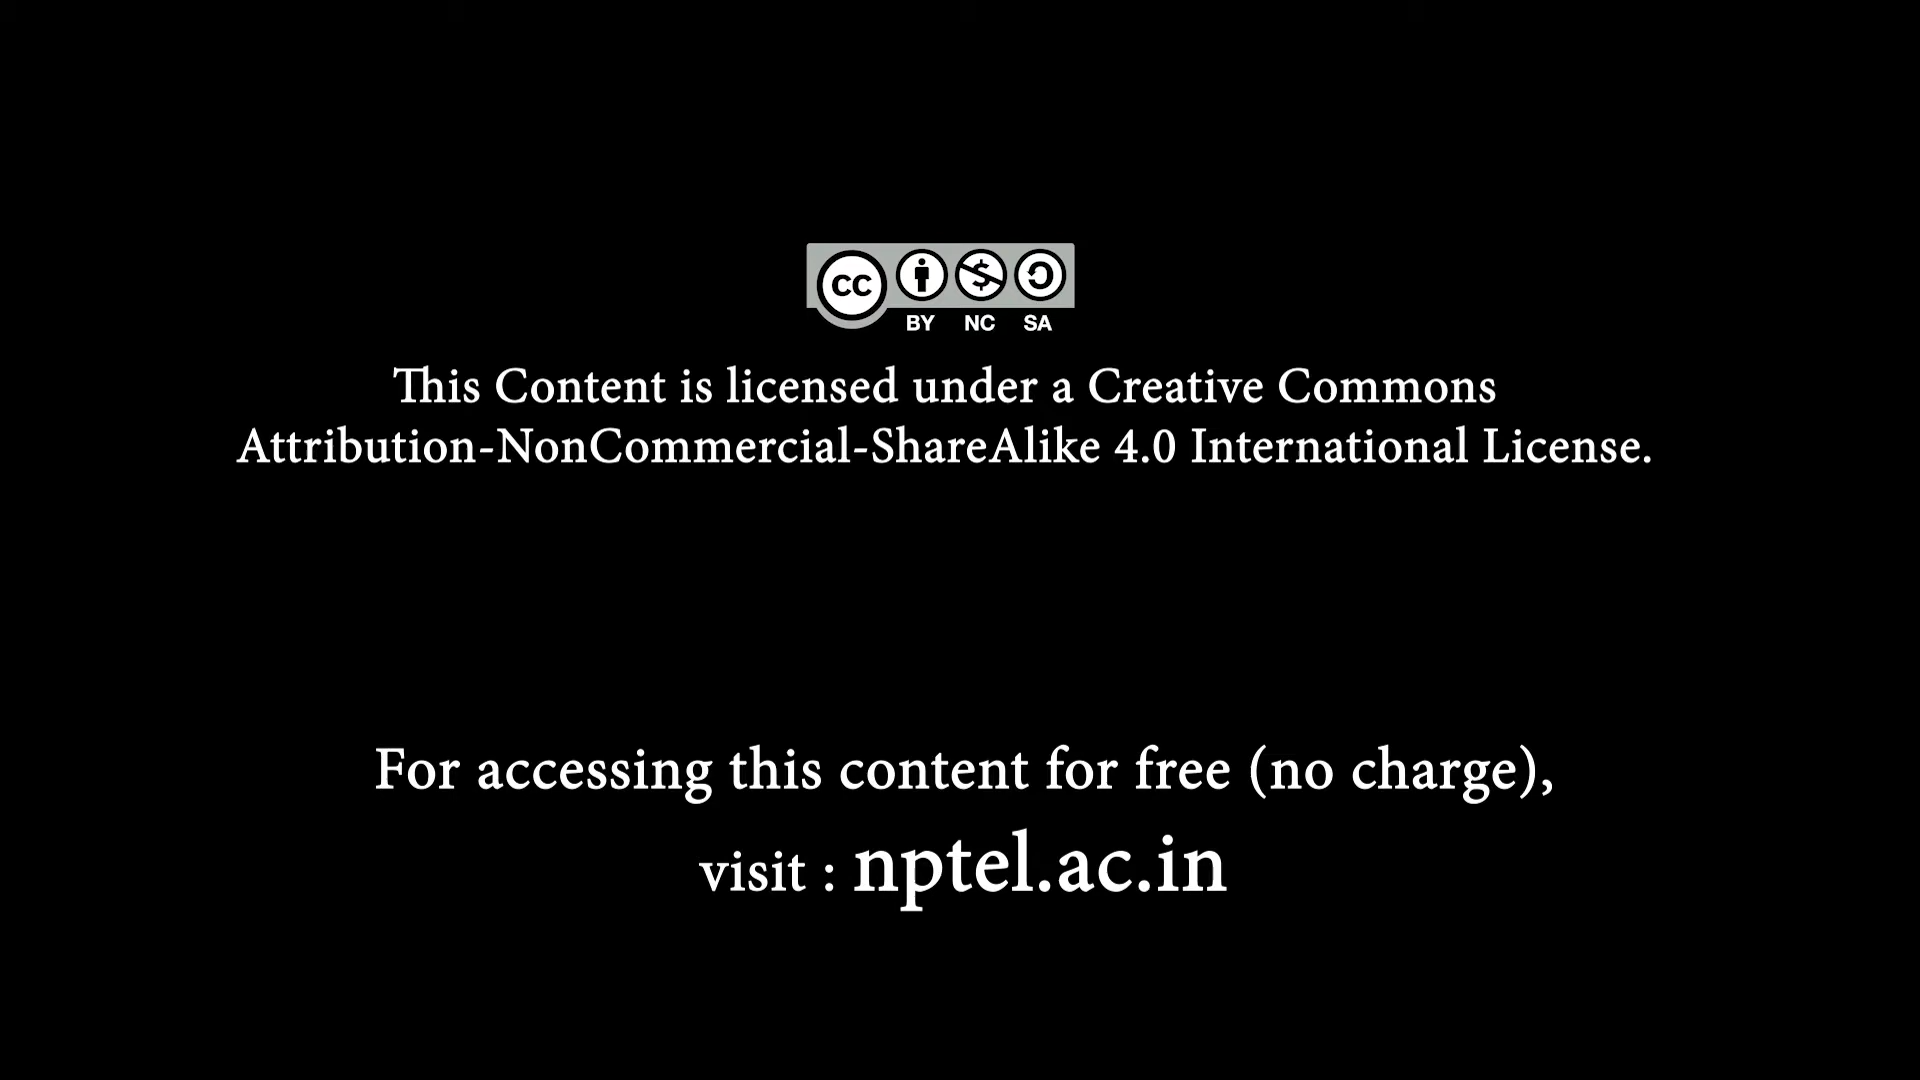 cc BY NC SA
This Content is licensed under a Creative Commons
Attribution-NonCommercial-ShareAlike 4.0 International License.
For accessing this content for free (no charge),
visit : nptel.ac.in